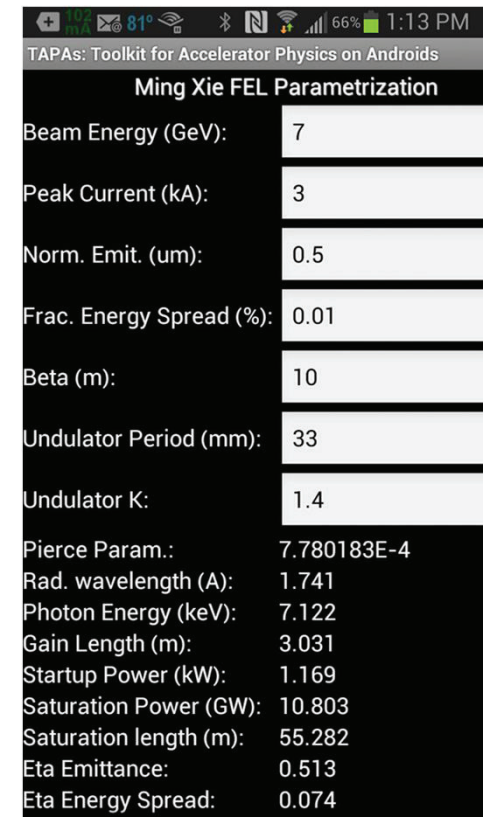 102 mA 81° 66% 1:13 PM
TAPAs: Toolkit for Accelerator Physics on Androids
Ming Xie FEL Parametrization
Beam Energy (GeV): 7
Peak Current (kA): 3
Norm. Emit. (um): 0.5
Frac. Energy Spread (%): 0.01
Beta (m): 10
Undulator Period (mm): 33
Undulator K: 1.4
Pierce Param.: 7.780183E-4
Rad. wavelength (A): 1.741
Photon Energy (keV): 7.122
Gain Length (m): 3.031
Startup Power (kW): 1.169
Saturation Power (GW): 10.803
Saturation length (m): 55.282
Eta Emittance: 0.513
Eta Energy Spread: 0.074